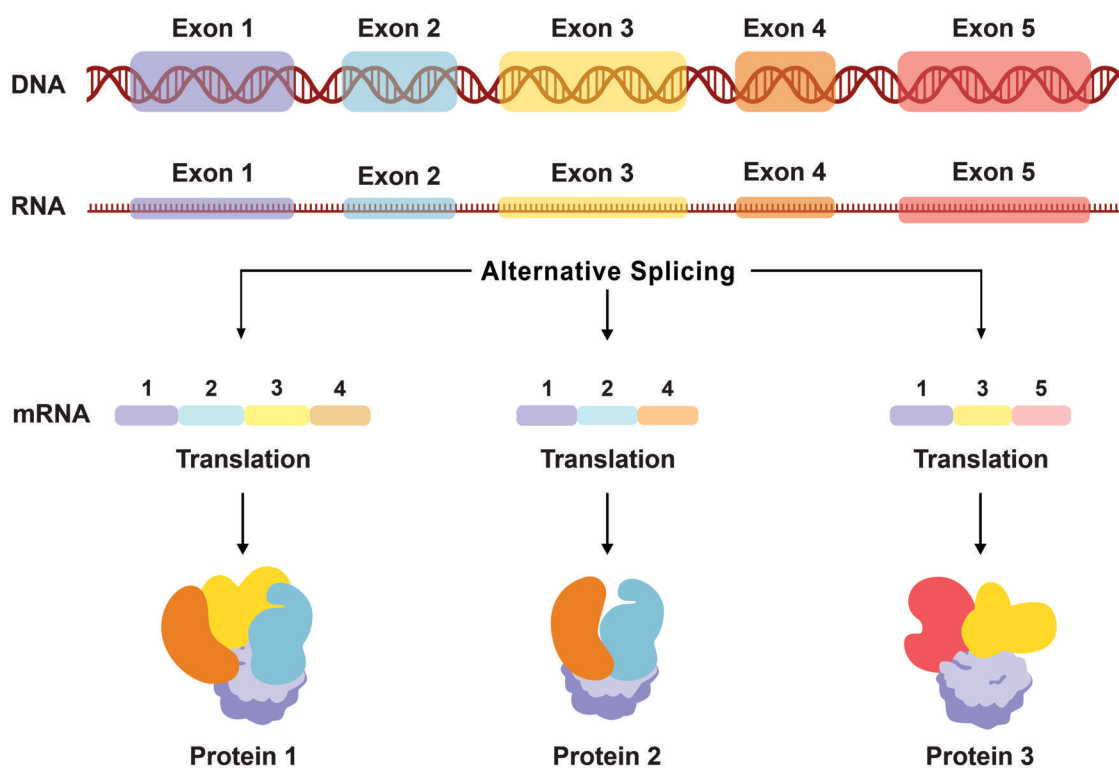 Exon 1 Exon 2 Exon 3 Exon 4 Exon 5
DNA
Exon 1 Exon 2 Exon 3 Exon 4 Exon 5
RNA
Alternative Splicing
1 2 3 4 1 2 4 1 3 5
mRNA
Translation Translation Translation
Protein 1 Protein 2 Protein 3